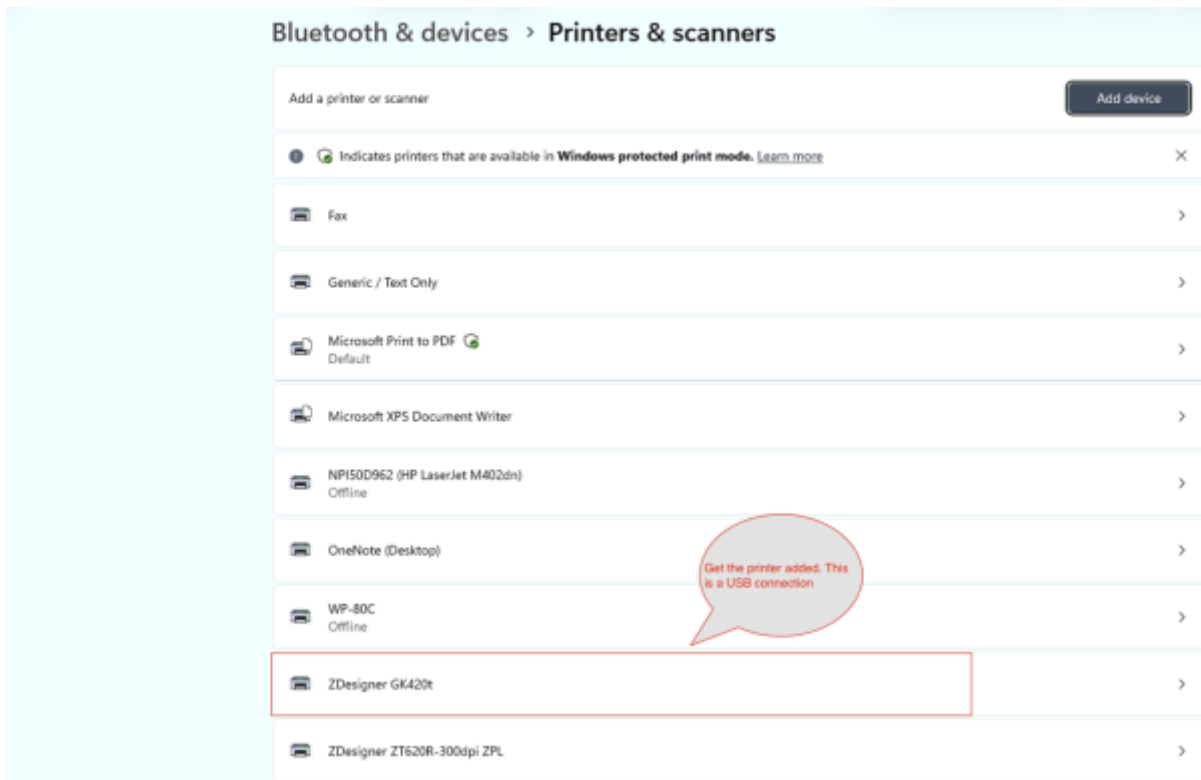 Bluetooth & devices > Printers & scanners
Add a printer or scanner
Add device
Indicates printers that are available in Windows protected print mode. Learn more
Fax
Generic / Text Only
Microsoft Print to PDF
Default
Microsoft XPS Document Writer
NPI50D962 (HP LaserJet M402dn)
Offline
OneNote (Desktop)
Get the printer added. This
is a USB connection
WP-80C
Offline
ZDesigner GK420t
ZDesigner ZT620R-300dpi ZPL